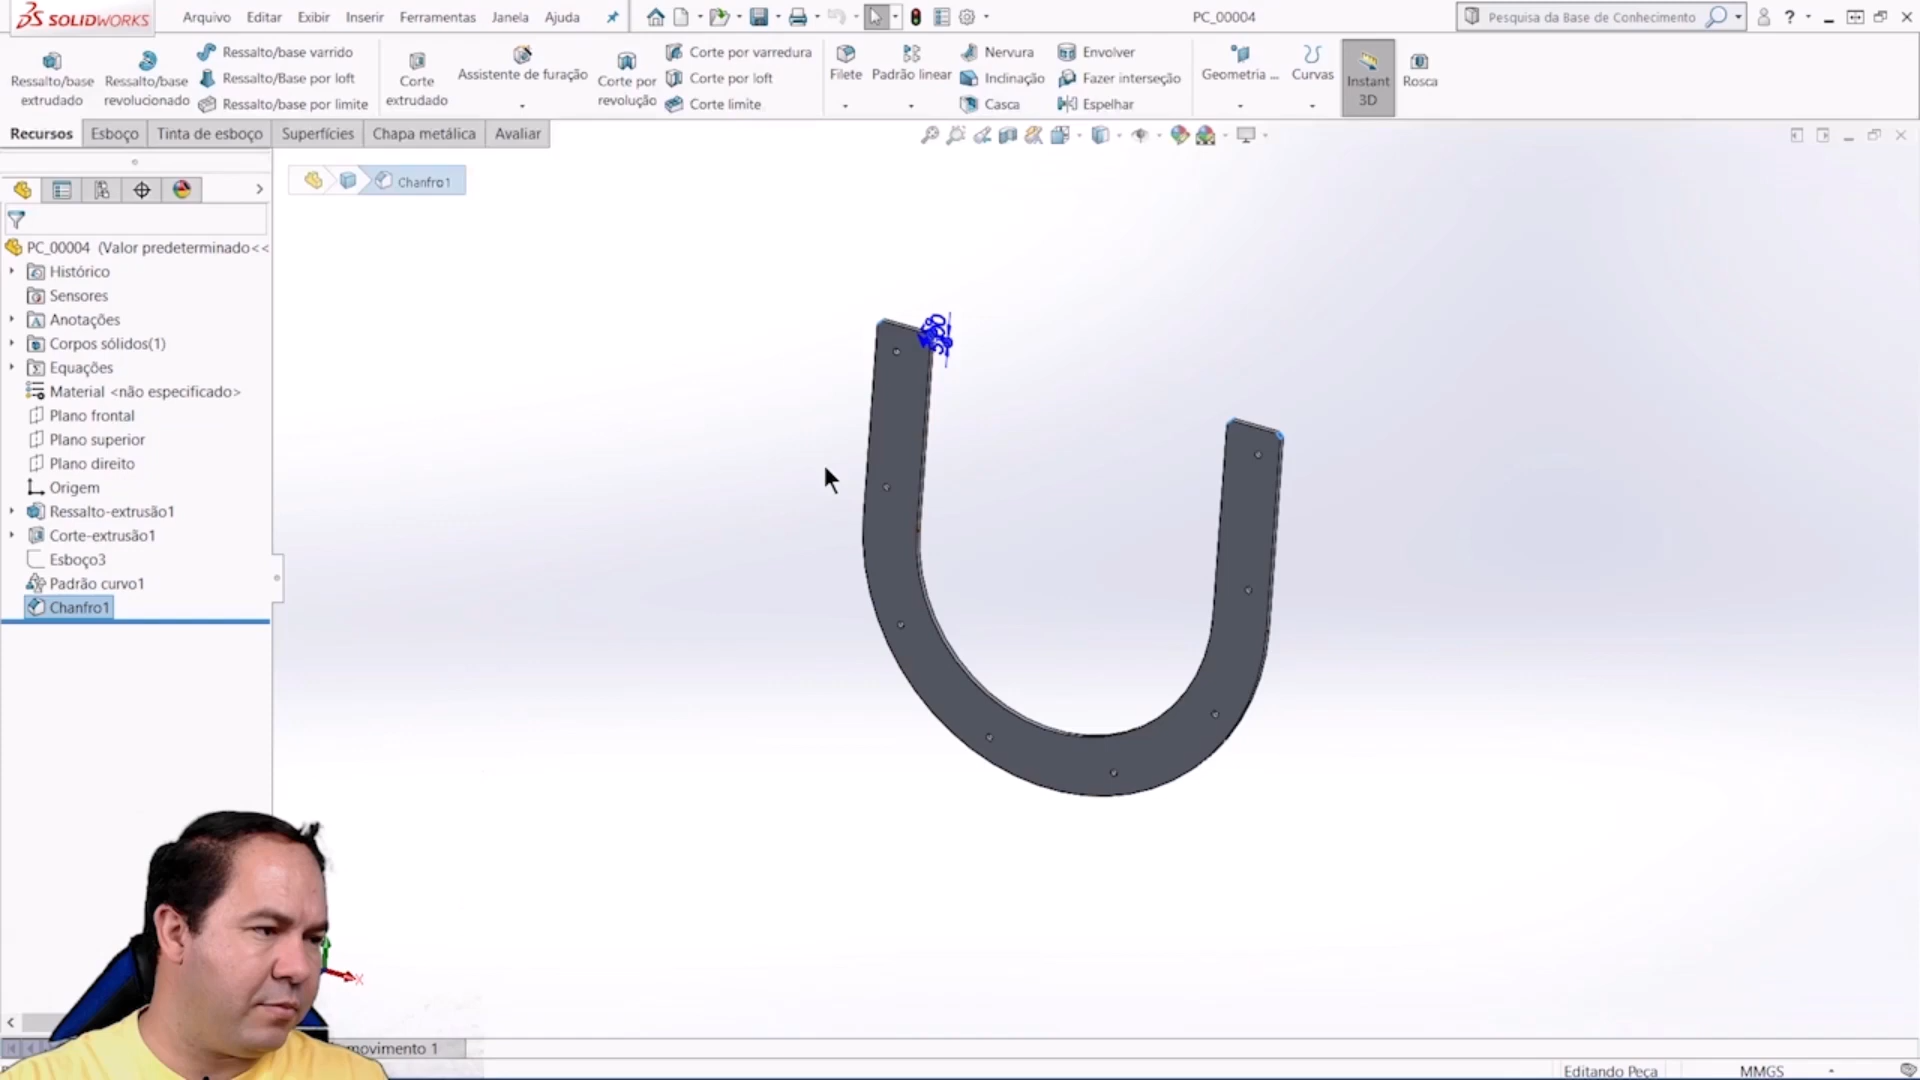 SOLIDWORKS
Arquivo Editar Exibir Inserir Ferramentas Janela Ajuda
PC_00004
Pesquisa da Base de Conhecimento
?
Ressalto/base extrudado
Ressalto/base revolucionado
Ressalto/base varrido
Ressalto/Base por loft
Ressalto/base por limite
Corte extrudado
Assistente de furação
Corte por revolução
Corte por varredura
Corte por loft
Corte limite
Filete
Padrão linear
Nervura
Inclinação
Casca
Envolver
Fazer interseção
Espelhar
Geometria ...
Curvas
Instant 3D
Rosca
Recursos Esboço Tinta de esboço Superfícies Chapa metálica Avaliar
Chanfro1
PC_00004 (Valor predeterminado<<
Histórico
Sensores
Anotações
Corpos sólidos(1)
Equações
Material <não especificado>
Plano frontal
Plano superior
Plano direito
Origem
Ressalto-extrusão1
Corte-extrusão1
Esboço3
Padrão curvo1
Chanfro1
X
movimento 1
Editando Peça
MMGS